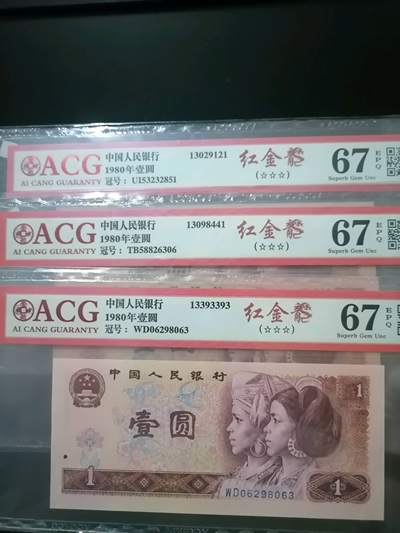 ACG
AI CANG GUARANTY
中国人民银行
1980年壹圆
冠号：UI53232851
13029121
红金龍
(☆☆☆)
67
EPQ
Superb Gem Unc
ACG
AI CANG GUARANTY
中国人民银行
1980年壹圆
冠号：TB58826306
13098441
红金龍
(☆☆☆)
67
EPQ
Superb Gem Unc
ACG
AI CANG GUARANTY
中国人民银行
1980年壹圆
冠号：WD06298063
13393393
红金龍
(☆☆☆)
67
EPQ
Superb Gem Unc
中国人民银行
1
壹圆
WD06298063
1
1